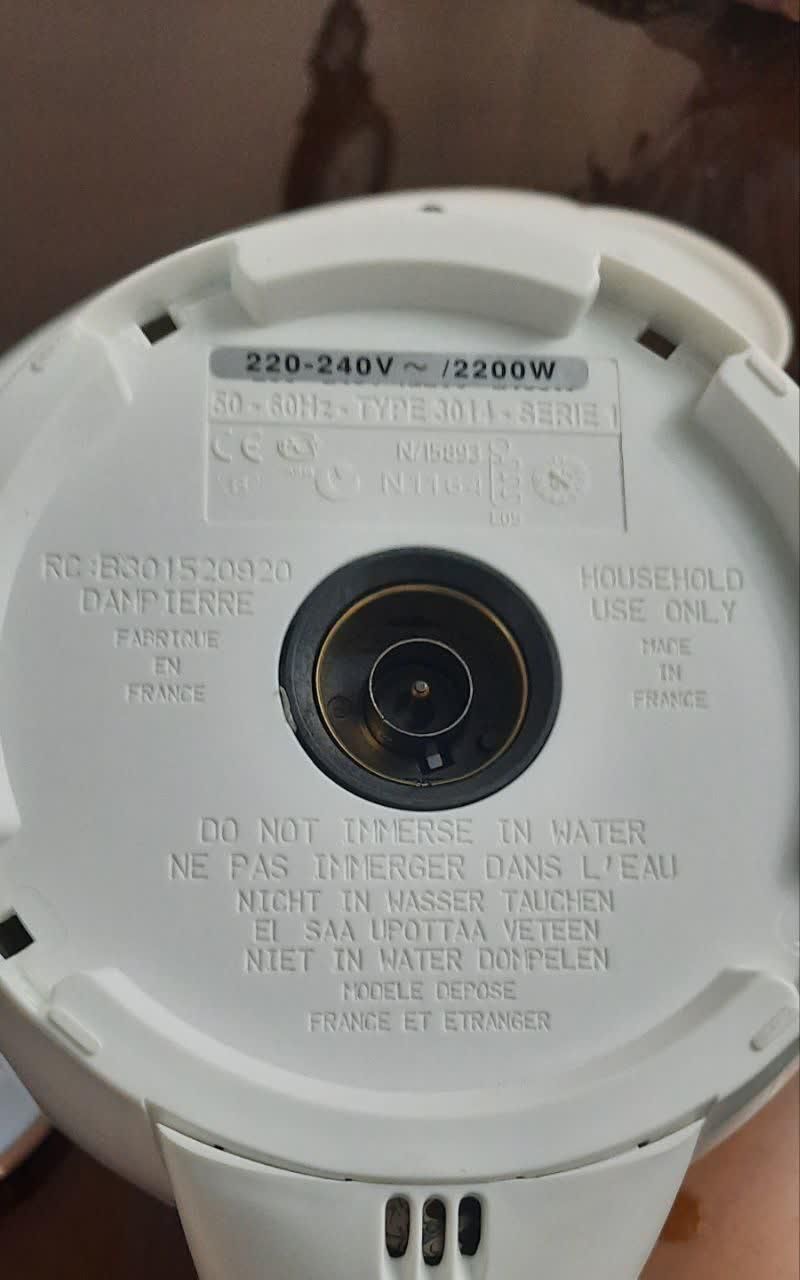 220-240V ~ /2200W
50 - 60Hz - TYPE 3014 - SERIE 1
CE
N/15893
N1164
RC:B301520920
DAMPIERRE
FABRIQUE
EN
FRANCE
HOUSEHOLD
USE ONLY
MADE
IN
FRANCE
DO NOT IMMERSE IN WATER
NE PAS IMMERGER DANS L'EAU
NICHT IN WASSER TAUCHEN
EI SAA UPOTTAA VETEEN
NIET IN WATER DOMPELEN
MODELE DEPOSE
FRANCE ET ETRANGER